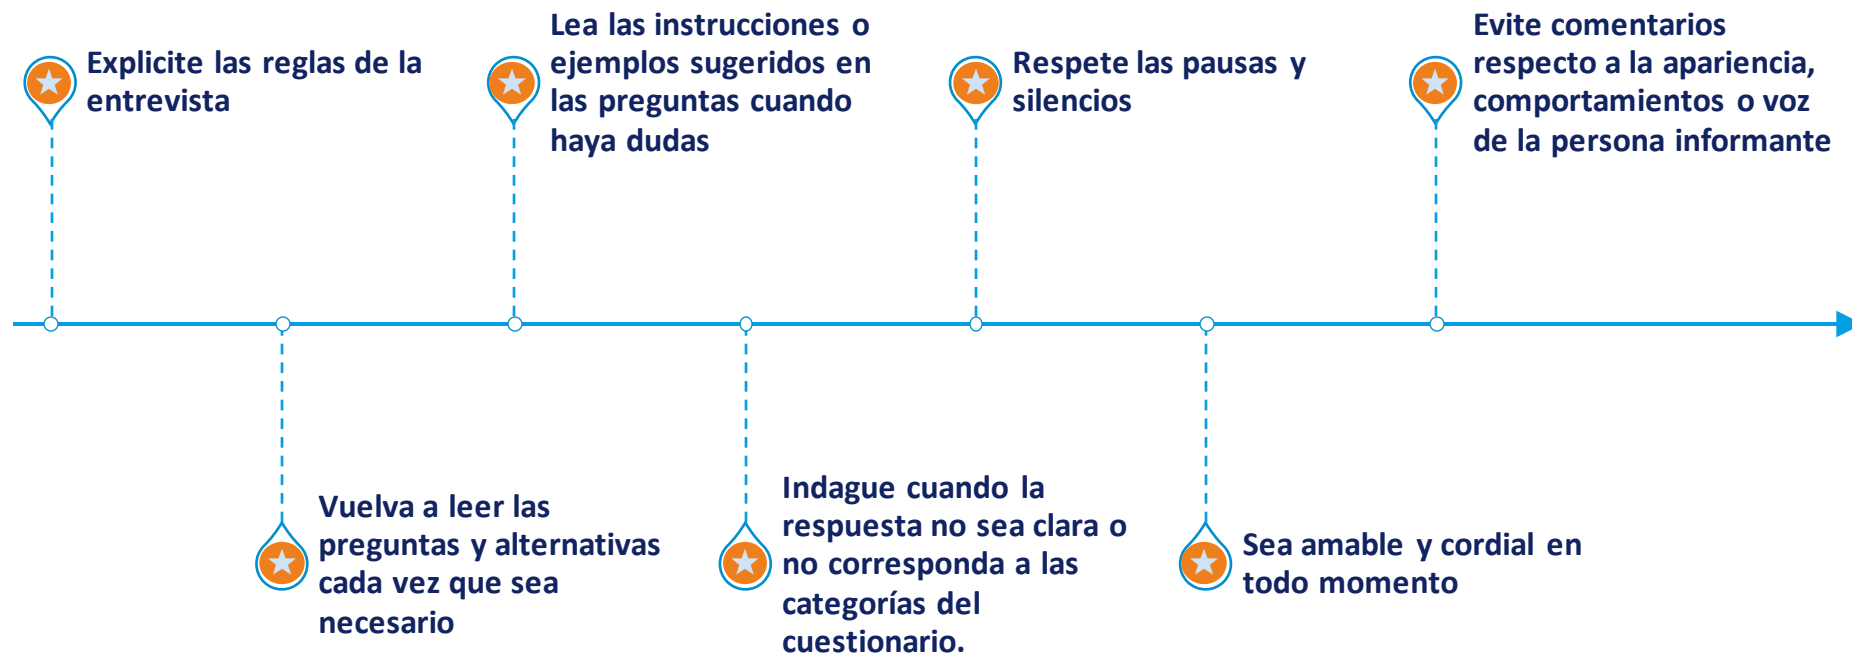 Explicite las reglas de la
entrevista
Vuelva a leer las
preguntas y alternativas
cada vez que sea
necesario
Lea las instrucciones o
ejemplos sugeridos en
las preguntas cuando
haya dudas
Indague cuando la
respuesta no sea clara o
no corresponda a las
categorías del
cuestionario.
Respete las pausas y
silencios
Sea amable y cordial en
todo momento
Evite comentarios
respecto a la apariencia,
comportamientos o voz
de la persona informante